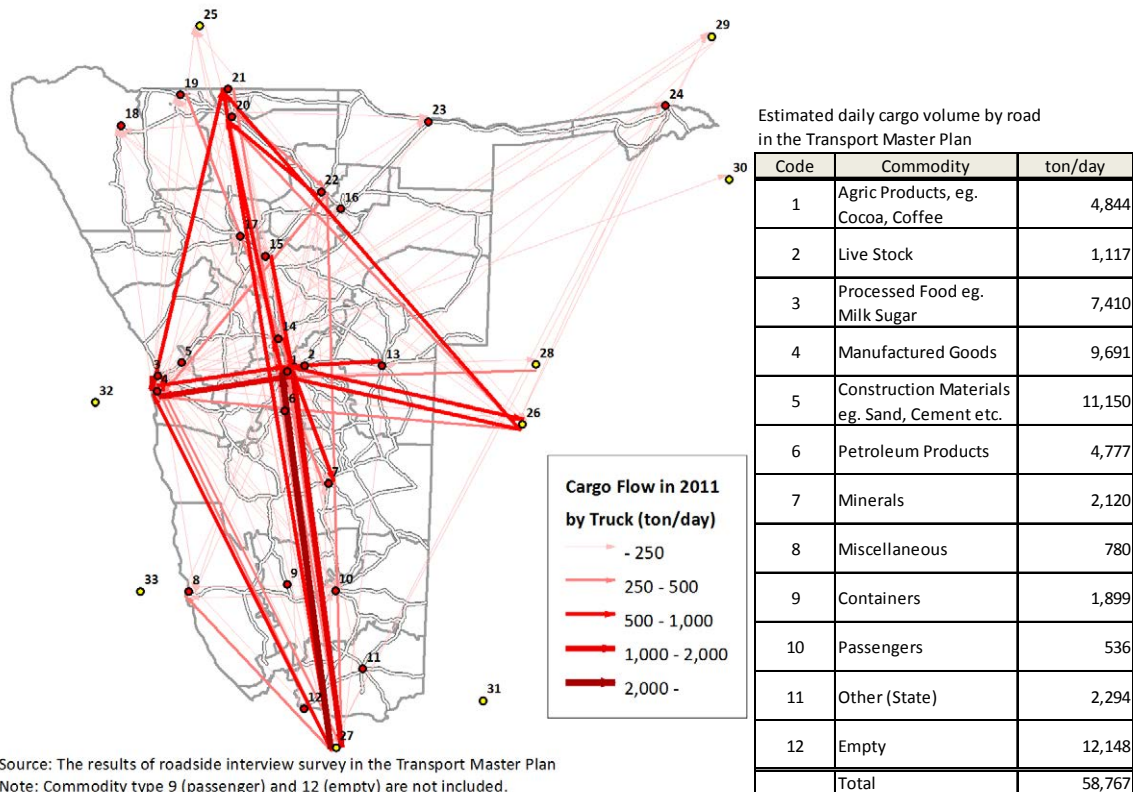 25
29
21
19
20
24
18
23
30
22
16
17
15
14
28
5
1
2
13
3
4
32
6
26
7
9
10
33
8
11
31
12
27
Cargo Flow in 2011
by Truck (ton/day)
- 250
250 - 500
500 - 1,000
1,000 - 2,000
2,000 -
Source: The results of roadside interview survey in the Transport Master Plan
Note: Commodity type 9 (passenger) and 12 (empty) are not included.
Estimated daily cargo volume by road
in the Transport Master Plan
Code Commodity ton/day
1 Agric Products, eg. 4,844
Cocoa, Coffee
2 Live Stock 1,117
3 Processed Food eg. 7,410
Milk Sugar
4 Manufactured Goods 9,691
5 Construction Materials 11,150
eg. Sand, Cement etc.
6 Petroleum Products 4,777
7 Minerals 2,120
8 Miscellaneous 780
9 Containers 1,899
10 Passengers 536
11 Other (State) 2,294
12 Empty 12,148
Total 58,767